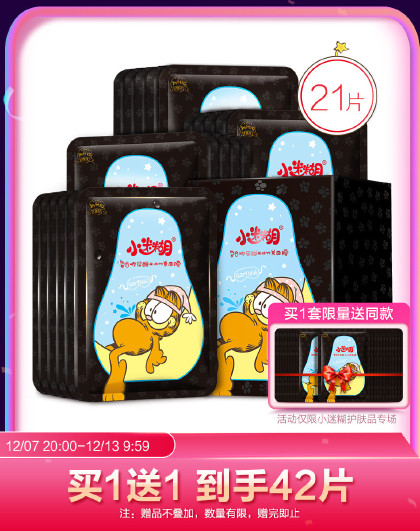 21片
小迷糊
小迷糊
买1套限量送同款
活动仅限小迷糊护肤品专场
12/07 20:00-12/13 9:59
买1送1 到手42片
注：赠品不叠加，数量有限，赠完即止